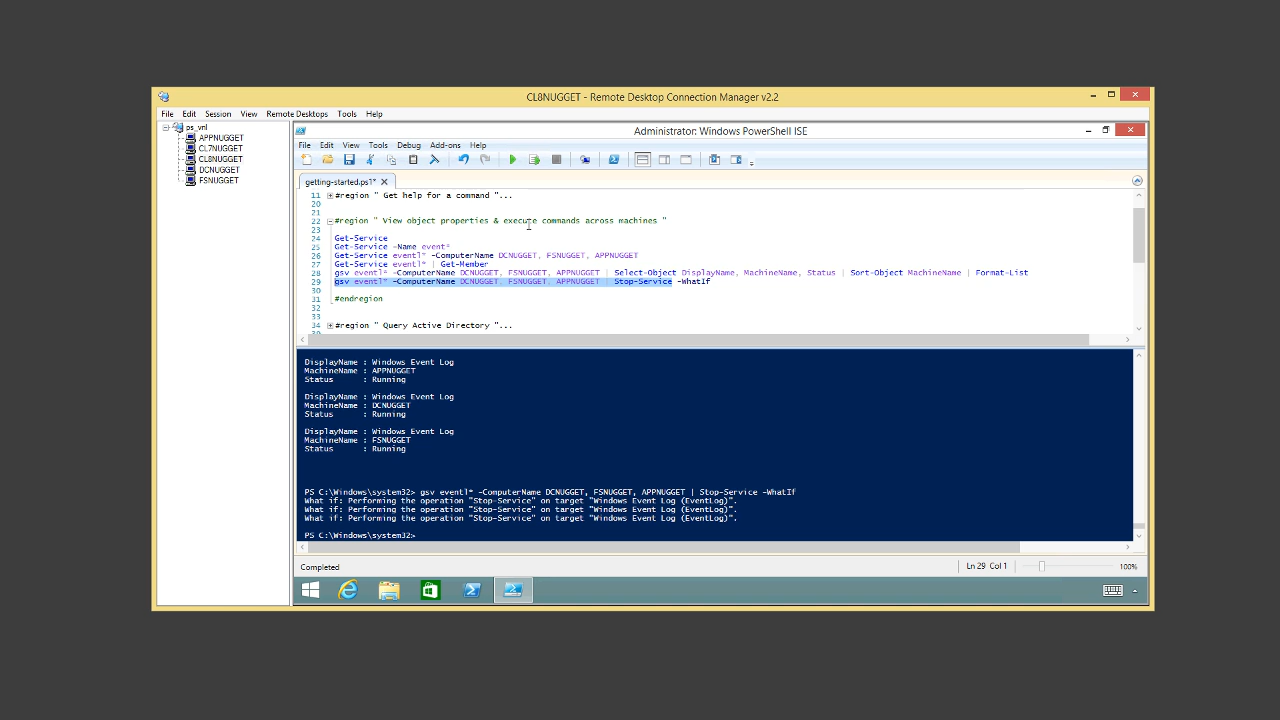 CL8NUGGET - Remote Desktop Connection Manager v2.2
File Edit Session View Remote Desktops Tools Help
ps_vnl
APPNUGGET
CL7NUGGET
CL8NUGGET
DCNUGGET
FSNUGGET
Administrator: Windows PowerShell ISE
File Edit View Tools Debug Add-ons Help
getting-started.ps1*
11 #region " Get help for a command "...
20
21
22 #region " View object properties & execute commands across machines "
23
24 Get-Service
25 Get-Service -Name event*
26 Get-Service eventl* -ComputerName DCNUGGET, FSNUGGET, APPNUGGET
27 Get-Service eventl* | Get-Member
28 gsv eventl* -ComputerName DCNUGGET, FSNUGGET, APPNUGGET | Select-Object DisplayName, MachineName, Status | Sort-Object MachineName | Format-List
29 gsv eventl* -ComputerName DCNUGGET, FSNUGGET, APPNUGGET | Stop-Service -WhatIf
30
31 #endregion
32
33
34 #region " Query Active Directory "...
DisplayName : Windows Event Log
MachineName : APPNUGGET
Status : Running
DisplayName : Windows Event Log
MachineName : DCNUGGET
Status : Running
DisplayName : Windows Event Log
MachineName : FSNUGGET
Status : Running
PS C:\Windows\system32> gsv eventl* -ComputerName DCNUGGET, FSNUGGET, APPNUGGET | Stop-Service -WhatIf
What if: Performing the operation "Stop-Service" on target "Windows Event Log (EventLog)".
What if: Performing the operation "Stop-Service" on target "Windows Event Log (EventLog)".
What if: Performing the operation "Stop-Service" on target "Windows Event Log (EventLog)".
PS C:\Windows\system32>
Completed
Ln 29 Col 1
100%